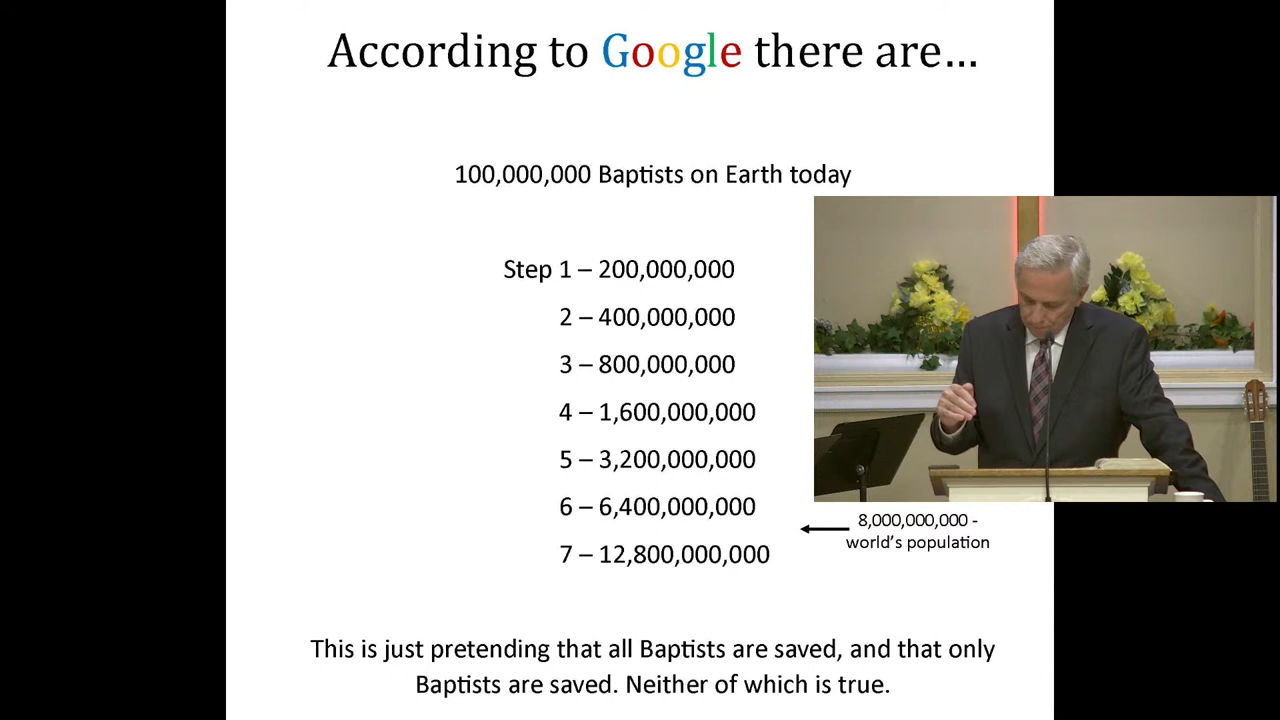 According to Google there are...
100,000,000 Baptists on Earth today
Step 1 – 200,000,000
2 – 400,000,000
3 – 800,000,000
4 – 1,600,000,000
5 – 3,200,000,000
6 – 6,400,000,000
8,000,000,000 -
world's population
7 – 12,800,000,000
This is just pretending that all Baptists are saved, and that only
Baptists are saved. Neither of which is true.